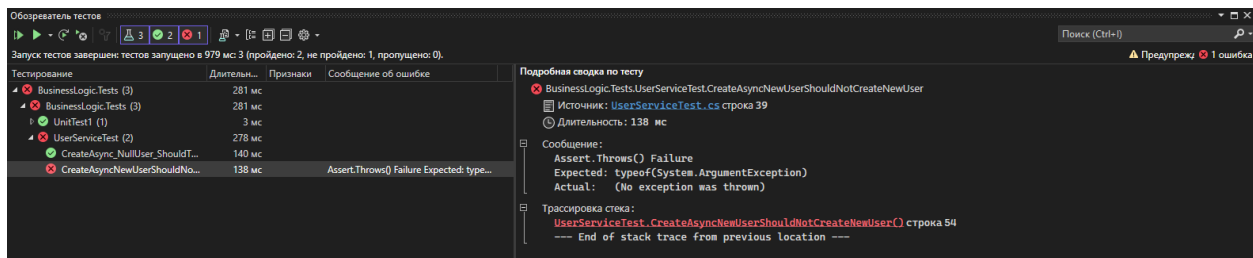 Обозреватель тестов
3 2 1
Поиск (Ctrl+I)
Запуск тестов завершен: тестов запущено в 979 мс: 3 (пройдено: 2, не пройдено: 1, пропущено: 0).
Предупреж 1 ошибка
Тестирование Длительн... Признаки Сообщение об ошибке
BusinessLogic.Tests (3) 281 мс
BusinessLogic.Tests (3) 281 мс
UnitTest1 (1) 3 мс
UserServiceTest (2) 278 мс
CreateAsync_NullUser_ShouldT... 140 мс
CreateAsyncNewUserShouldNo... 138 мс Assert.Throws() Failure Expected: type...
Подробная сводка по тесту
BusinessLogic.Tests.UserServiceTest.CreateAsyncNewUserShouldNotCreateNewUser
Источник: UserServiceTest.cs строка 39
Длительность: 138 мс
Сообщение:
Assert.Throws() Failure
Expected: typeof(System.ArgumentException)
Actual: (No exception was thrown)
Трассировка стека:
UserServiceTest.CreateAsyncNewUserShouldNotCreateNewUser() строка 54
--- End of stack trace from previous location ---